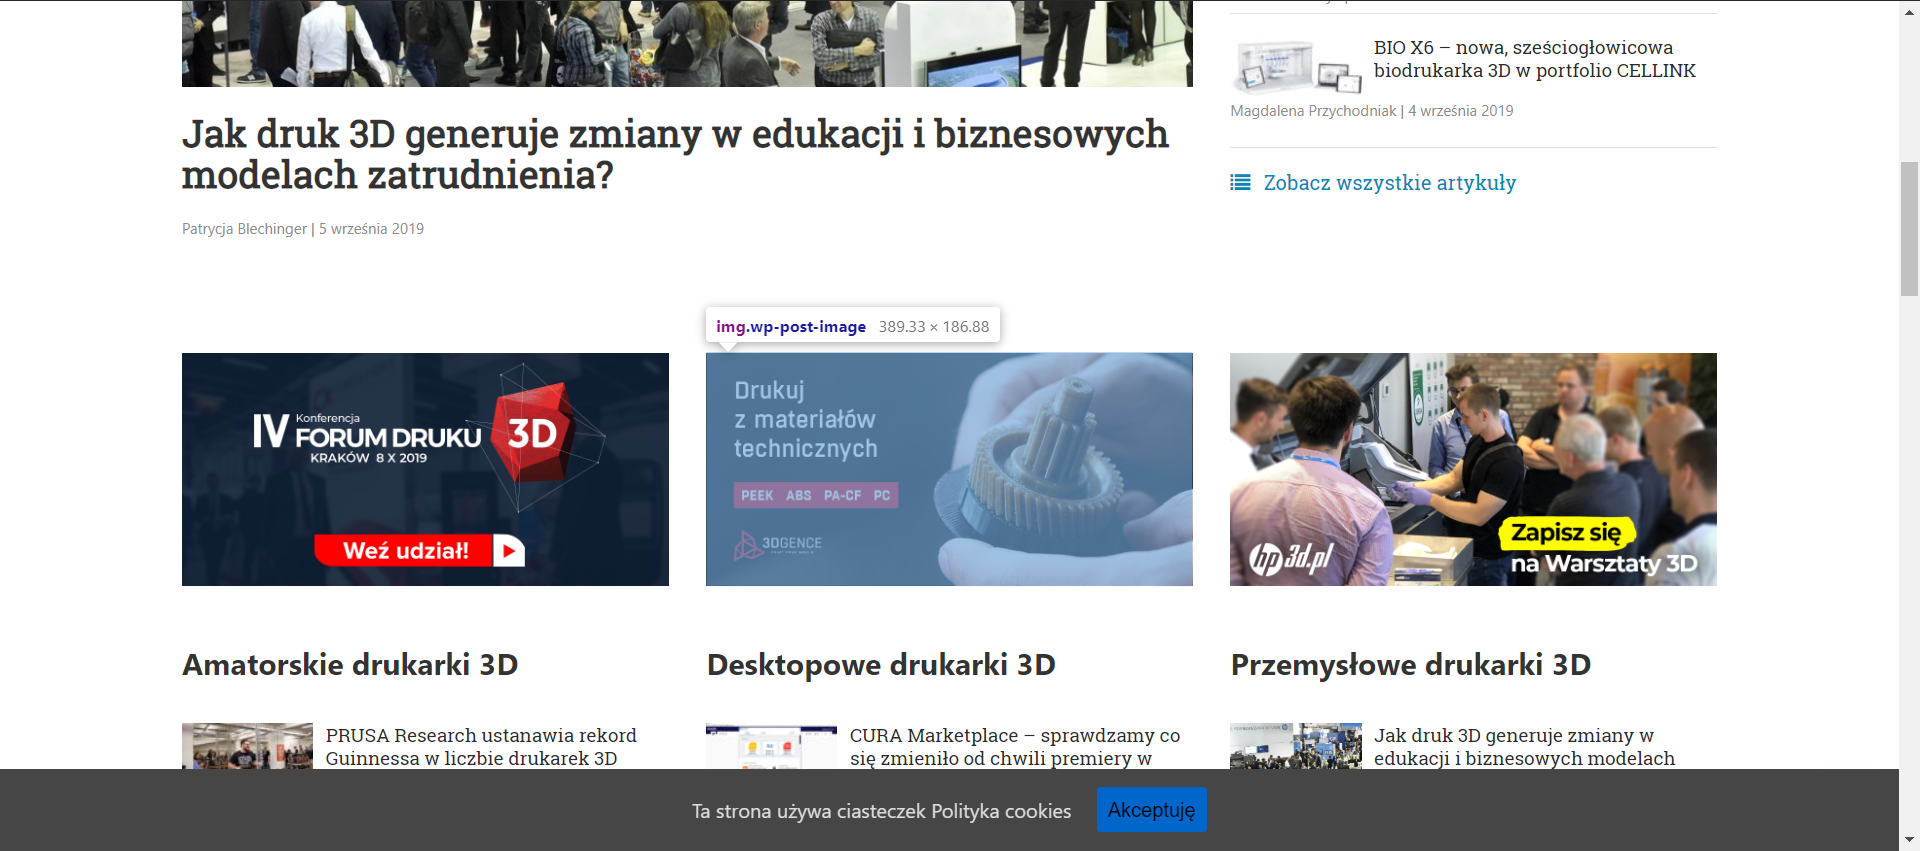 Jak druk 3D generuje zmiany w edukacji i biznesowych
modelach zatrudnienia?
Patrycja Blechinger | 5 września 2019
BIO X6 – nowa, sześciogłowicowa
biodrukarka 3D w portfolio CELLINK
Magdalena Przychodniak | 4 września 2019
Zobacz wszystkie artykuły
img.wp-post-image 389.33 × 186.88
IV Konferencja
FORUM DRUKU 3D
KRAKÓW 8 X 2019
Weź udział!
Drukuj
z materiałów
technicznych
PEEK ABS PA-CF PC
3DGENCE
hp3d.pl
Zapisz się
na Warsztaty 3D
Amatorskie drukarki 3D
PRUSA Research ustanawia rekord
Guinnessa w liczbie drukarek 3D
Desktopowe drukarki 3D
CURA Marketplace – sprawdzamy co
się zmieniło od chwili premiery w
Przemysłowe drukarki 3D
Jak druk 3D generuje zmiany w
edukacji i biznesowych modelach
Ta strona używa ciasteczek Polityka cookies
Akceptuję